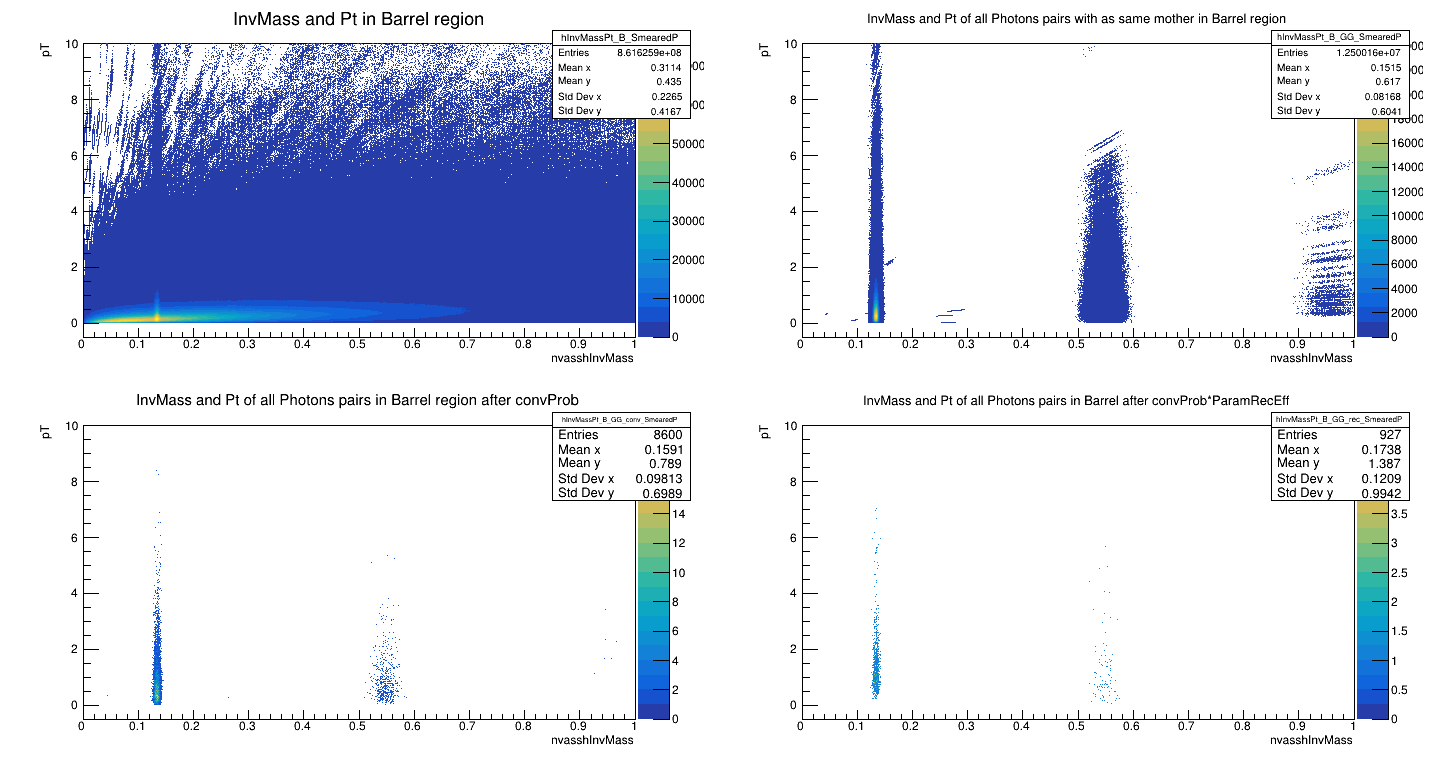 InvMass and Pt in Barrel region
pT
hInvMassPt_B_SmearedP
Entries 8.616259e+08
Mean x 0.3114
Mean y 0.435
Std Dev x 0.2265
Std Dev y 0.4167
10
8
6
4
2
0
00
00
50000
40000
30000
20000
10000
0
0 0.1 0.2 0.3 0.4 0.5 0.6 0.7 0.8 0.9 1
nvasshInvMass
InvMass and Pt of all Photons pairs with as same mother in Barrel region
pT
hInvMassPt_B_GG_SmearedP
Entries 1.250016e+07
Mean x 0.1515
Mean y 0.617
Std Dev x 0.08168
Std Dev y 0.6041
10
8
6
4
2
0
00
00
00
18000
16000
14000
12000
10000
8000
6000
4000
2000
0
0 0.1 0.2 0.3 0.4 0.5 0.6 0.7 0.8 0.9 1
nvasshInvMass
InvMass and Pt of all Photons pairs in Barrel region after convProb
pT
hInvMassPt_B_GG_conv_SmearedP
Entries 8600
Mean x 0.1591
Mean y 0.789
Std Dev x 0.09813
Std Dev y 0.6989
10
8
6
4
2
0
14
12
10
8
6
4
2
0
0 0.1 0.2 0.3 0.4 0.5 0.6 0.7 0.8 0.9 1
nvasshInvMass
InvMass and Pt of all Photons pairs in Barrel after convProb*ParamRecEff
pT
hInvMassPt_B_GG_rec_SmearedP
Entries 927
Mean x 0.1738
Mean y 1.387
Std Dev x 0.1209
Std Dev y 0.9942
10
8
6
4
2
0
3.5
3
2.5
2
1.5
1
0.5
0
0 0.1 0.2 0.3 0.4 0.5 0.6 0.7 0.8 0.9 1
nvasshInvMass